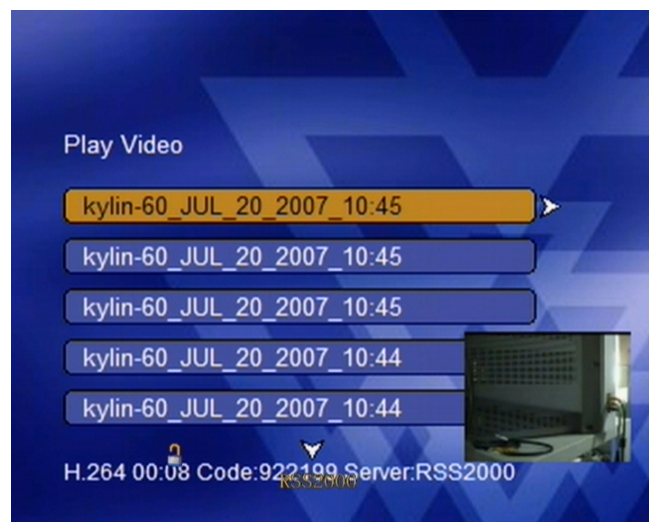 Play Video
kylin-60_JUL_20_2007_10:45
kylin-60_JUL_20_2007_10:45
kylin-60_JUL_20_2007_10:45
kylin-60_JUL_20_2007_10:44
kylin-60_JUL_20_2007_10:44
H.264 00:08 Code:922199 Server:RSS2000
RSS2000